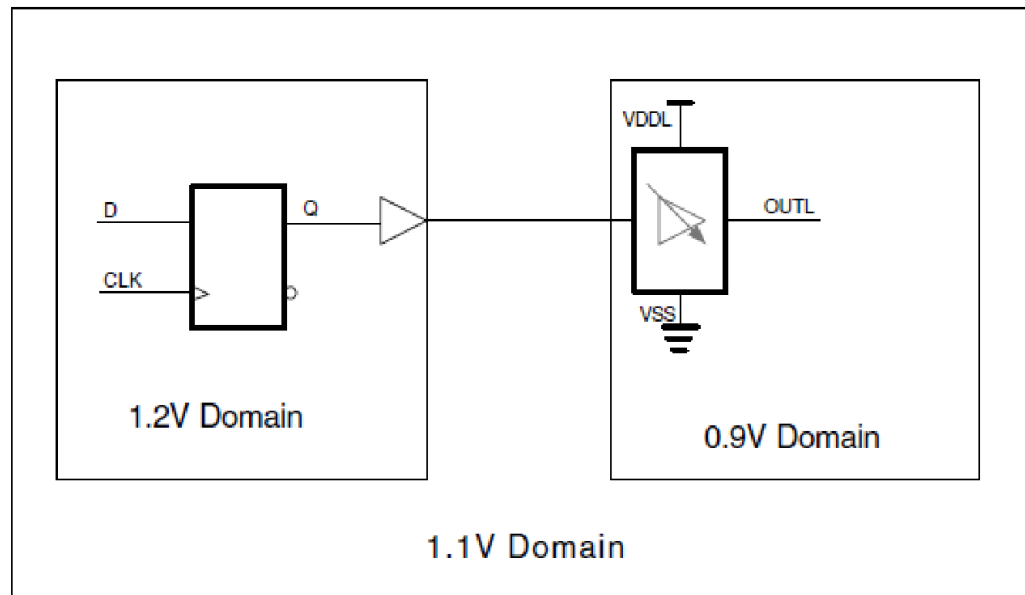 VDDL
D
Q
OUTL
CLK
VSS
1.2V Domain
0.9V Domain
1.1V Domain